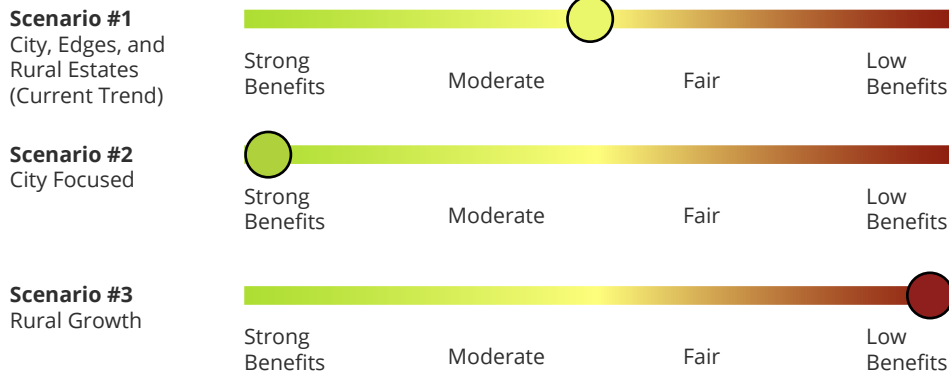 Scenario #1
City, Edges, and
Rural Estates
(Current Trend)
Strong
Benefits
Moderate
Fair
Low
Benefits
Scenario #2
City Focused
Strong
Benefits
Moderate
Fair
Low
Benefits
Scenario #3
Rural Growth
Strong
Benefits
Moderate
Fair
Low
Benefits